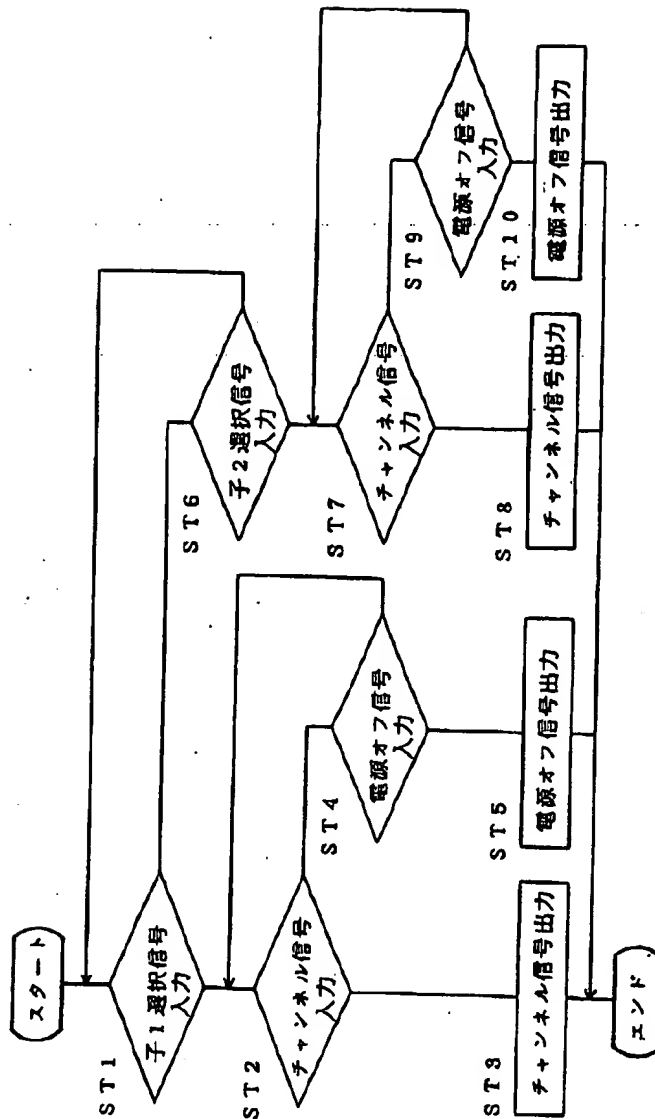 スタート
ST1
子1選択信号
入力
ST2
チャンネル信号
入力
ST3
チャンネル信号出力
ST4
電源オフ信号
入力
ST5
電源オフ信号出力
ST6
子2選択信号
入力
ST7
チャンネル信号
入力
ST8
チャンネル信号出力
ST9
電源オフ信号
入力
ST10
電源オフ信号出力
エンド